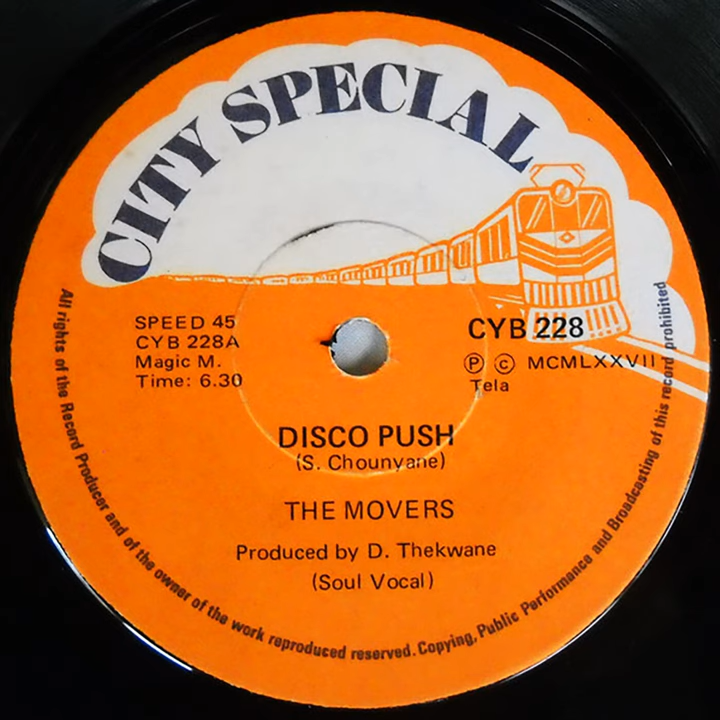 CITY SPECIAL
SPEED 45
CYB 228A
Magic M.
Time: 6.30
CYB 228
Ⓟ © MCMLXXVII
Tela
DISCO PUSH
(S. Chounyane)
THE MOVERS
Produced by D. Thekwane
(Soul Vocal)
All rights of the Record Producer and of the owner of the work reproduced reserved. Copying, Public Performance and Broadcasting of this record prohibited